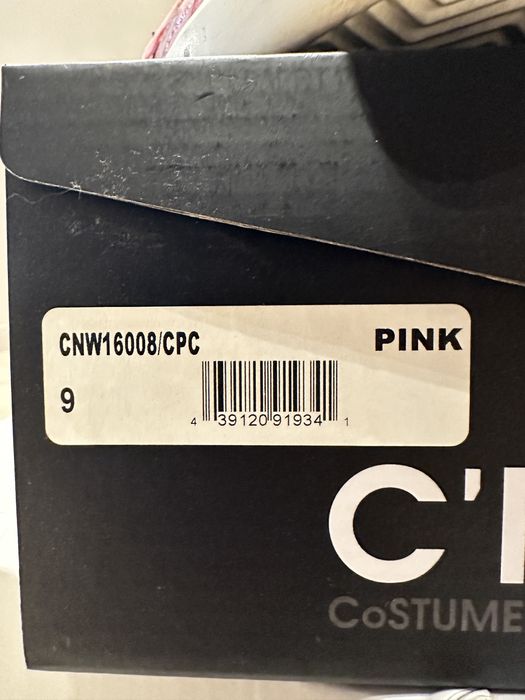 CNW16008/CPC PINK
9
4 39120 91934 1
C'
CoSTUME